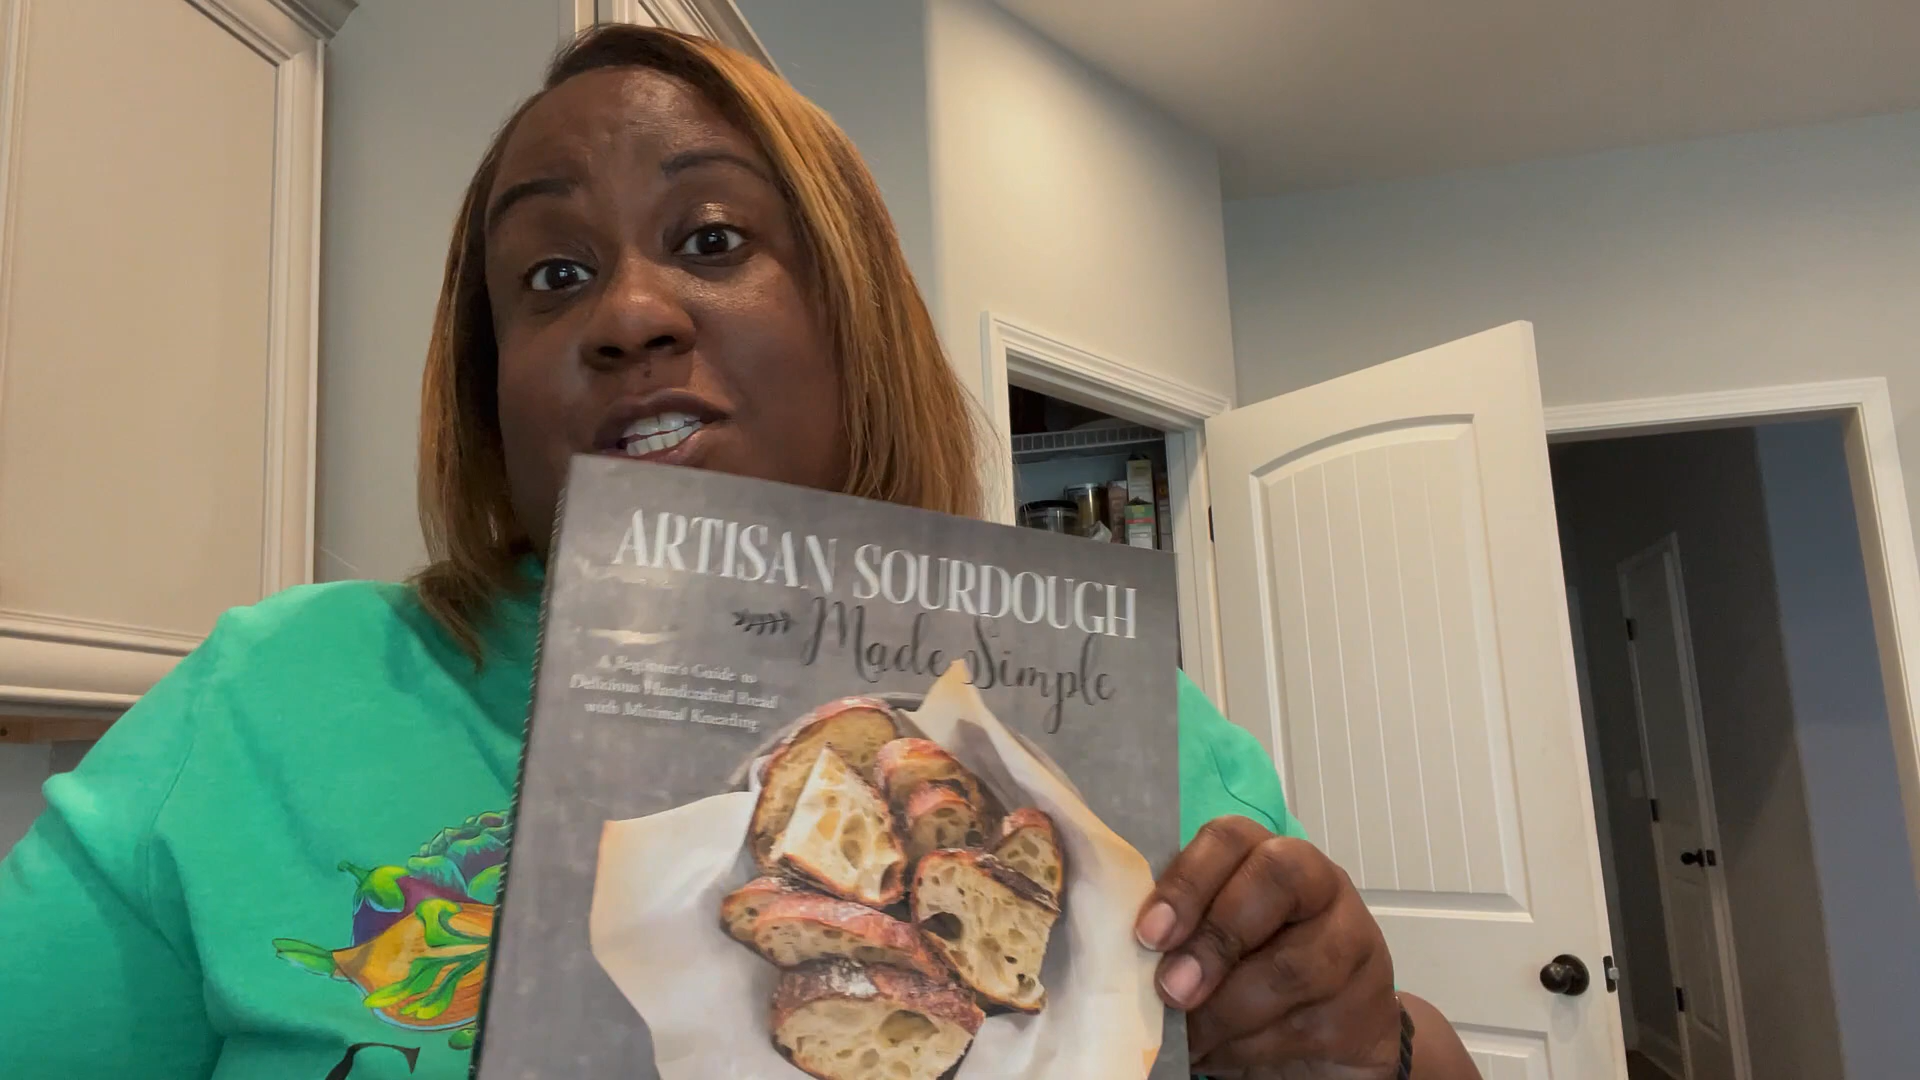 ARTISAN SOURDOUGH
Made Simple
A Beginner's Guide to
Delicious Handcrafted Bread
with Minimal Kneading